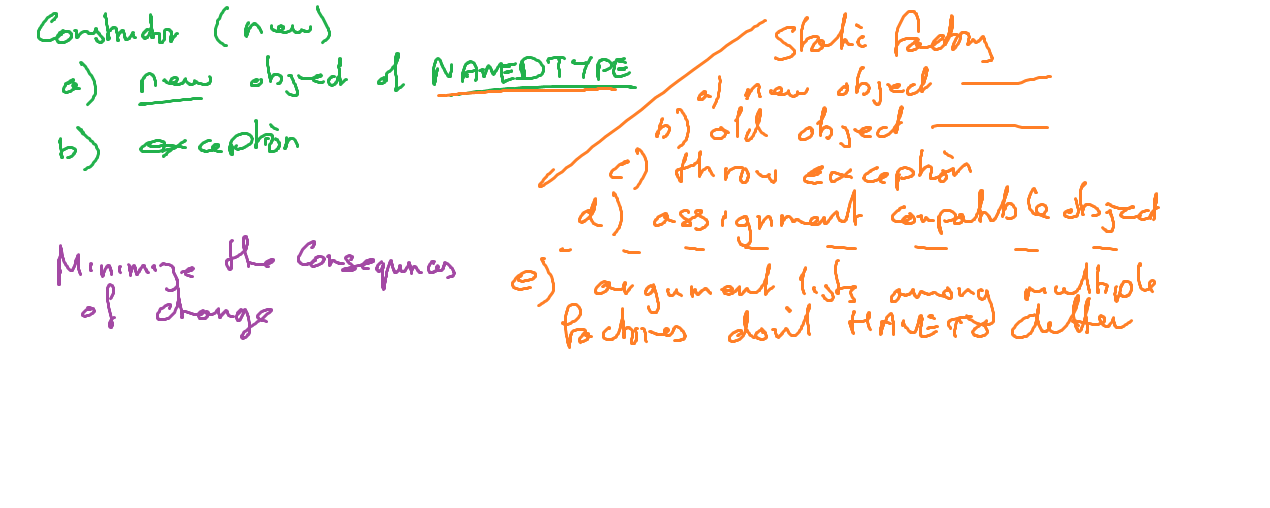 Constructor (new)
a) new object of NAMEDTYPE
b) exception
Minimize the Consequences
of change
Static factory
a) new object
b) old object
c) throw exception
d) assignment compatible object
e) argument lists among multiple
factories don't HAVE TO differ